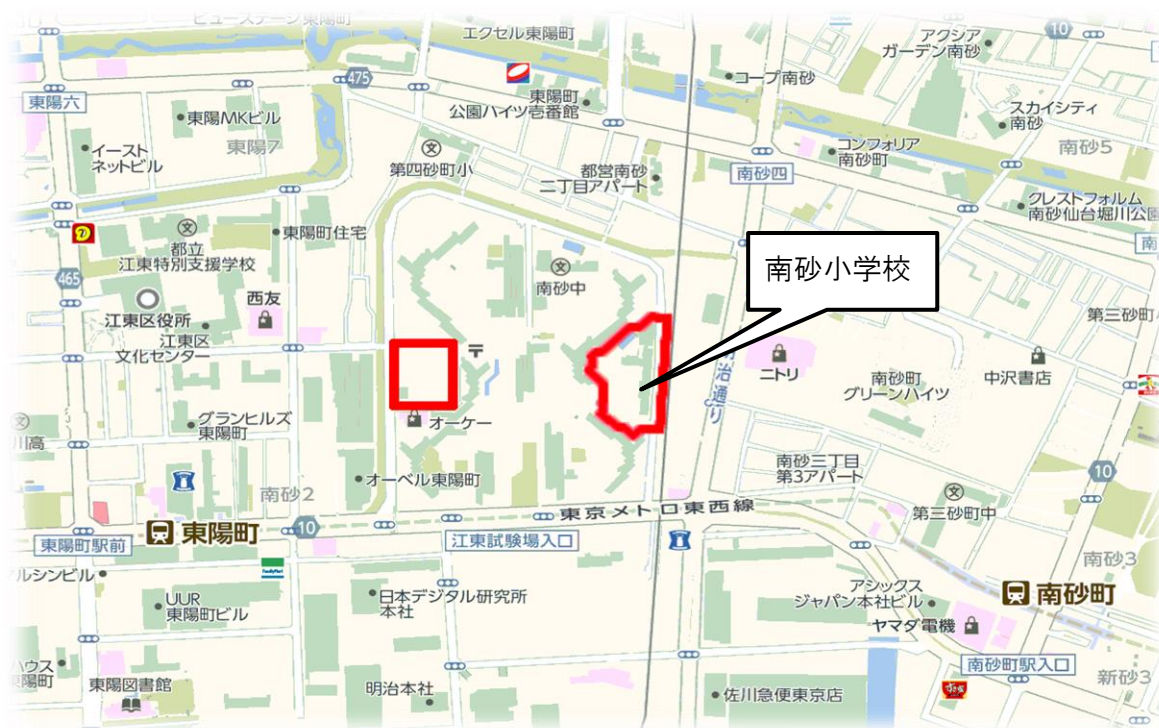 エクセル東陽町
アクシア
ガーデン南砂
10
475
コープ南砂
東陽六
東陽町
公園ハイツ壱番館
東陽MKビル
スカイシティ
南砂
イースト
ネットビル
東陽7
第四砂町小
都営南砂
二丁目アパート
南砂四
コンフォリア
南砂町
南砂5
クレストフォルム
南砂仙台堀川公園
東陽町住宅
都立
江東特別支援学校
南砂中
南砂小学校
465
江東区役所
西友
江東区
文化センター
第三砂町
〒
ニトリ
南砂町
グリーンハイツ
中沢書店
治通り
グランヒルズ
東陽町
オーケー
川高
オーベル東陽町
南砂三丁目
第3アパート
10
南砂2
第三砂町中
東京メトロ東西線
東陽町
10
江東試験場入口
東陽町駅前
南砂3
マルシンビル
FamilyMart
日本デジタル研究所
本社
アシックス
ジャパン本社ビル
南砂町
UUR
東陽町ビル
ヤマダ電機
南砂町駅入口
ハウス
東陽町
東陽図書館
明治本社
佐川急便東京店
新砂3